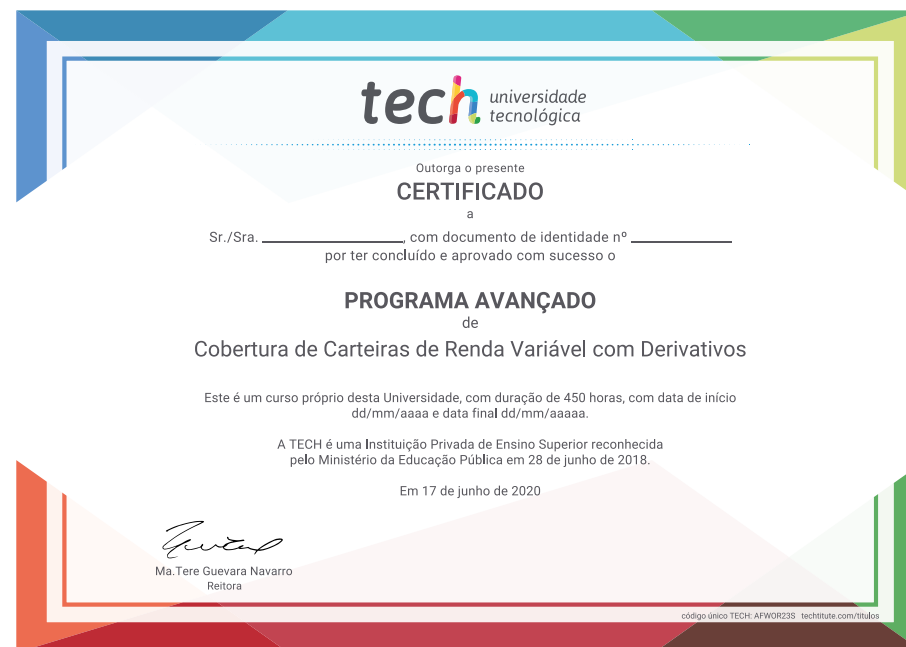 tech universidade
tecnológica
Outorga o presente
CERTIFICADO
a
Sr./Sra. ____________________, com documento de identidade nº ______________
por ter concluído e aprovado com sucesso o
PROGRAMA AVANÇADO
de
Cobertura de Carteiras de Renda Variável com Derivativos
Este é um curso próprio desta Universidade, com duração de 450 horas, com data de início
dd/mm/aaaa e data final dd/mm/aaaaa.
A TECH é uma Instituição Privada de Ensino Superior reconhecida
pelo Ministério da Educação Pública em 28 de junho de 2018.
Em 17 de junho de 2020
Ma.Tere Guevara Navarro
Reitora
código único TECH: AFWOR23S techtitute.com/titulos